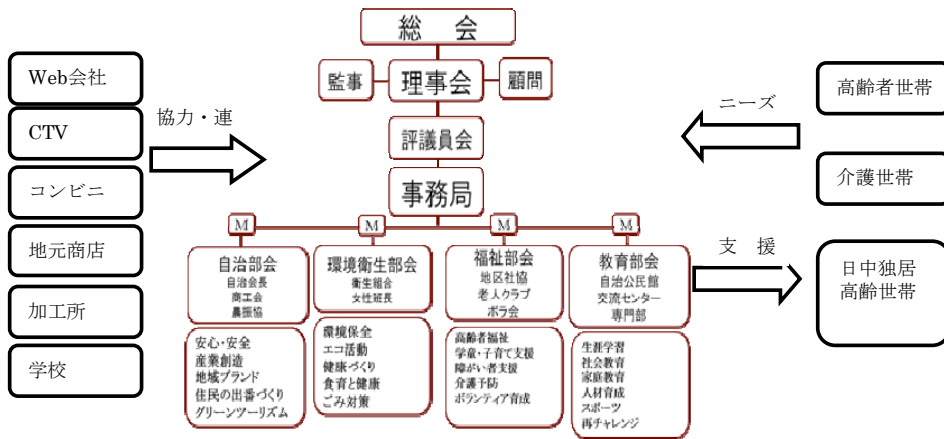 総 会
監事
理事会
顧問
評議員会
事務局
Web会社
CTV
コンビニ
地元商店
加工所
学校
協力・連
ニーズ
高齢者世帯
介護世帯
支 援
日中独居
高齢世帯
M
M
M
M
自治部会
自治会長
商工会
農振協
環境衛生部会
衛生組合
女性班長
福祉部会
地区社協
老人クラブ
ボラ会
教育部会
自治公民館
交流センター
専門部
安心・安全
産業創造
地域ブランド
住民の出番づくり
グリーンツーリズム
環境保全
エコ活動
健康づくり
食育と健康
ごみ対策
高齢者福祉
学童・子育て支援
障がい者支援
介護予防
ボランティア育成
生涯学習
社会教育
家庭教育
人材育成
スポーツ
再チャレンジ